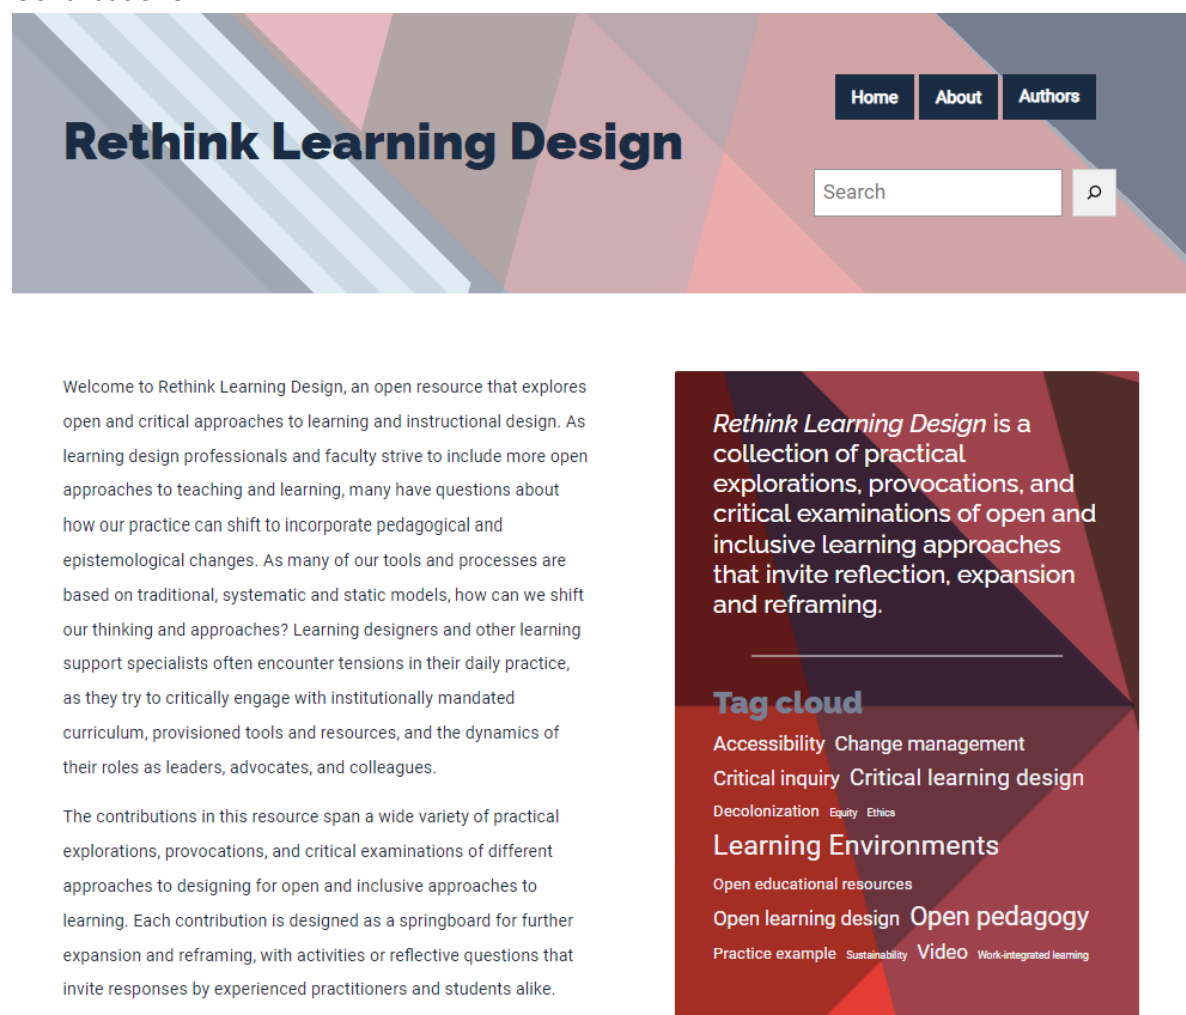 Rethink Learning Design
Home About Authors
Search
Welcome to Rethink Learning Design, an open resource that explores
open and critical approaches to learning and instructional design. As
learning design professionals and faculty strive to include more open
approaches to teaching and learning, many have questions about
how our practice can shift to incorporate pedagogical and
epistemological changes. As many of our tools and processes are
based on traditional, systematic and static models, how can we shift
our thinking and approaches? Learning designers and other learning
support specialists often encounter tensions in their daily practice,
as they try to critically engage with institutionally mandated
curriculum, provisioned tools and resources, and the dynamics of
their roles as leaders, advocates, and colleagues.
The contributions in this resource span a wide variety of practical
explorations, provocations, and critical examinations of different
approaches to designing for open and inclusive approaches to
learning. Each contribution is designed as a springboard for further
expansion and reframing, with activities or reflective questions that
invite responses by experienced practitioners and students alike.
Rethink Learning Design is a
collection of practical
explorations, provocations, and
critical examinations of open and
inclusive learning approaches
that invite reflection, expansion
and reframing.
Tag cloud
Accessibility Change management
Critical inquiry Critical learning design
Decolonization Equity Ethics
Learning Environments
Open educational resources
Open learning design Open pedagogy
Practice example Sustainability Video Work-integrated learning